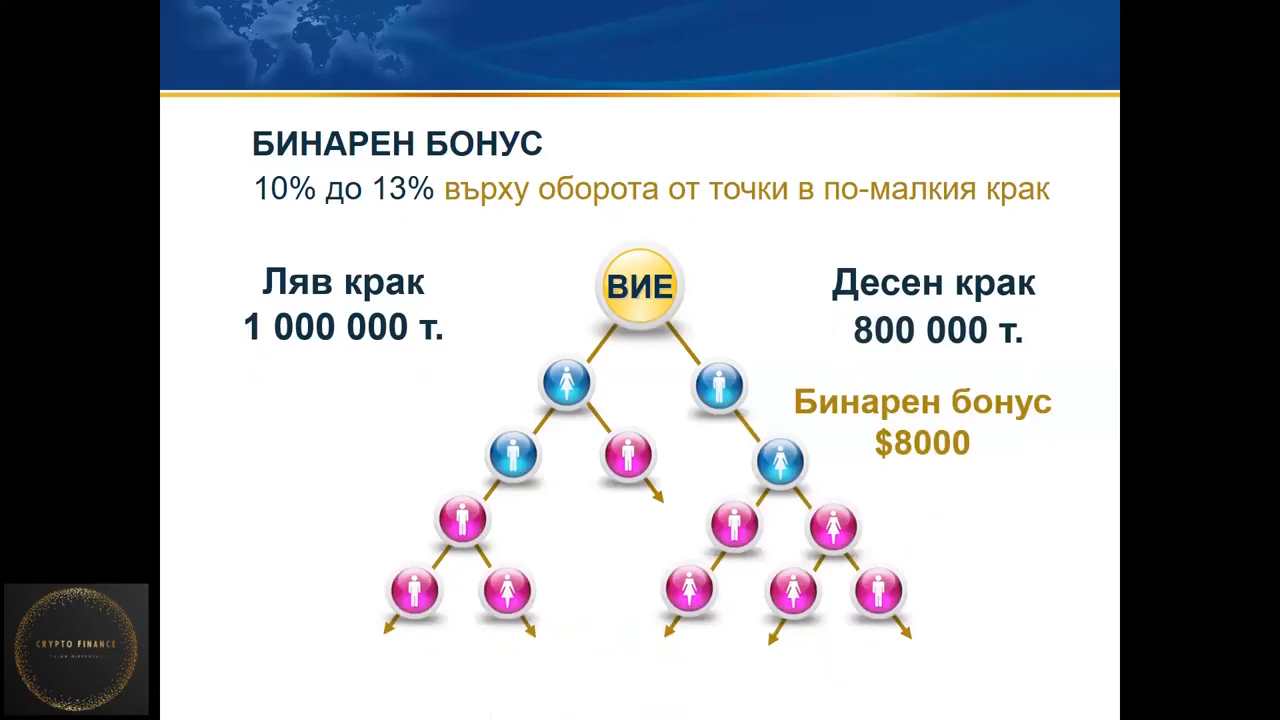 БИНАРЕН БОНУС
10% до 13% върху оборота от точки в по-малкия крак
Ляв крак
1 000 000 т.
ВИЕ
Десен крак
800 000 т.
Бинарен бонус
$8000
CRYPTO FINANCE